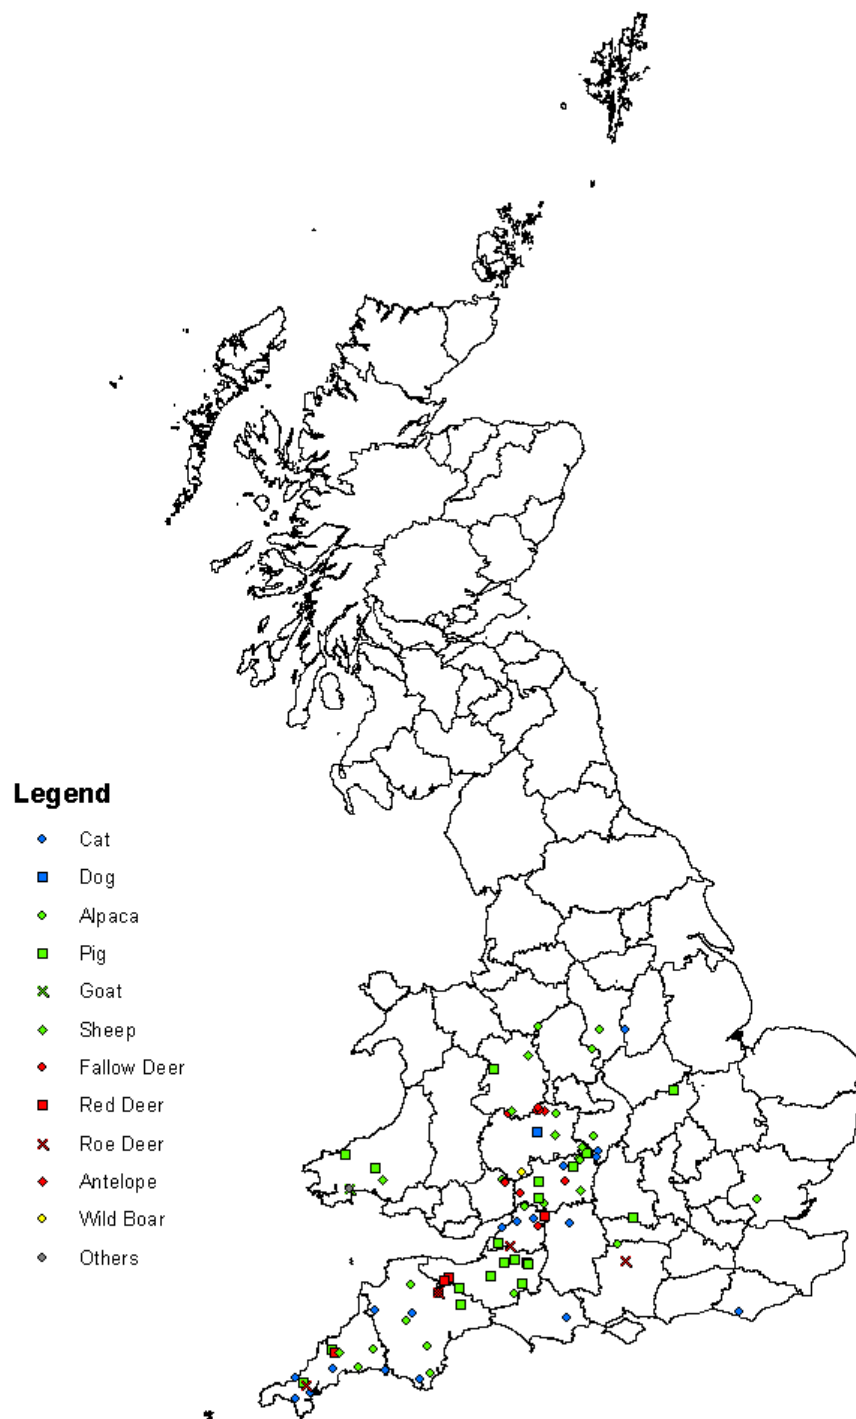 Legend
Cat
Dog
Alpaca
Pig
Goat
Sheep
Fallow Deer
Red Deer
Roe Deer
Antelope
Wild Boar
Others